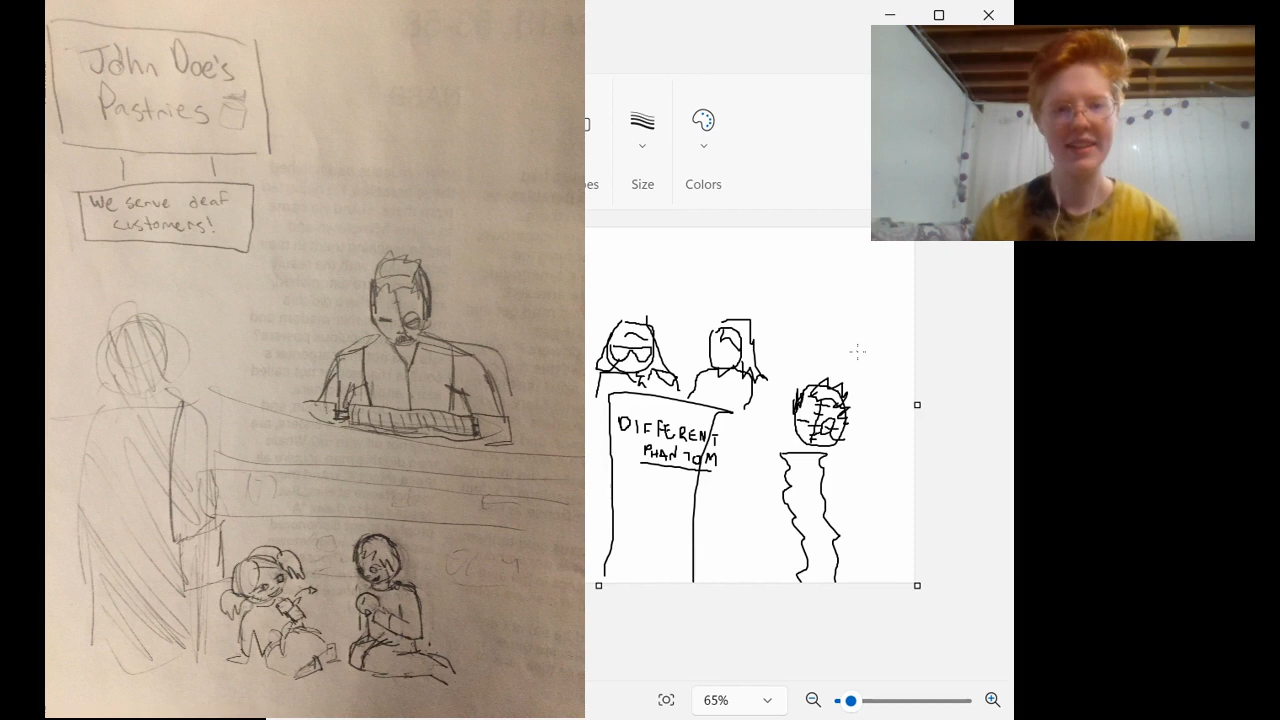 John Doe's
Pastries
We serve deaf
customers!
Size
Colors
DIFFERENT
PHANTOM
65%